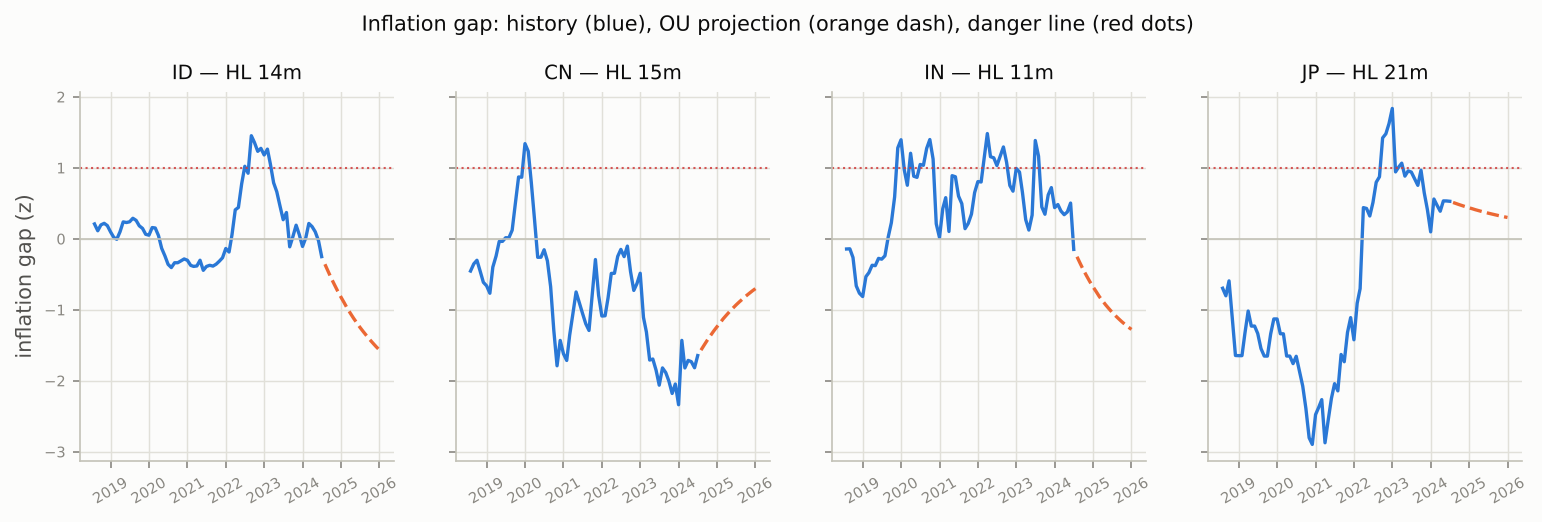 Inflation gap: history (blue), OU projection (orange dash), danger line (red dots)
ID — HL 14m
CN — HL 15m
IN — HL 11m
JP — HL 21m
inflation gap (z)
2
1
0
−1
−2
−3
2019 2020 2021 2022 2023 2024 2025 2026
2019 2020 2021 2022 2023 2024 2025 2026
2019 2020 2021 2022 2023 2024 2025 2026
2019 2020 2021 2022 2023 2024 2025 2026